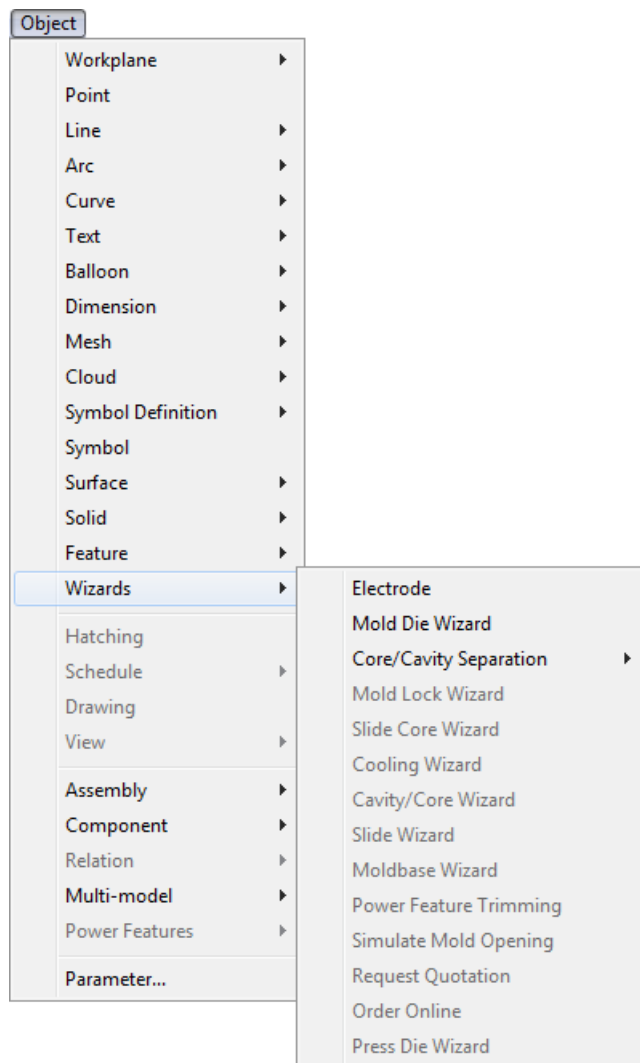 Object
Workplane
Point
Line
Arc
Curve
Text
Balloon
Dimension
Mesh
Cloud
Symbol Definition
Symbol
Surface
Solid
Feature
Wizards
Hatching
Schedule
Drawing
View
Assembly
Component
Relation
Multi-model
Power Features
Parameter...
Electrode
Mold Die Wizard
Core/Cavity Separation
Mold Lock Wizard
Slide Core Wizard
Cooling Wizard
Cavity/Core Wizard
Slide Wizard
Moldbase Wizard
Power Feature Trimming
Simulate Mold Opening
Request Quotation
Order Online
Press Die Wizard